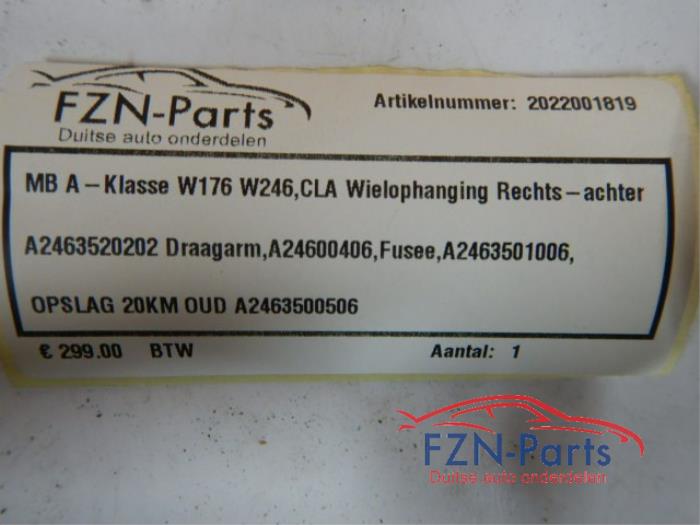 FZN-Parts
Duitse auto onderdelen
Artikelnummer: 2022001819
MB A-Klasse W176 W246,CLA Wielophanging Rechts-achter
A2463520202 Draagarm,A24600406,Fusee,A2463501006,
OPSLAG 20KM OUD A2463500506
€ 299.00 BTW Aantal: 1
FZN-Parts
Duitse auto onderdelen